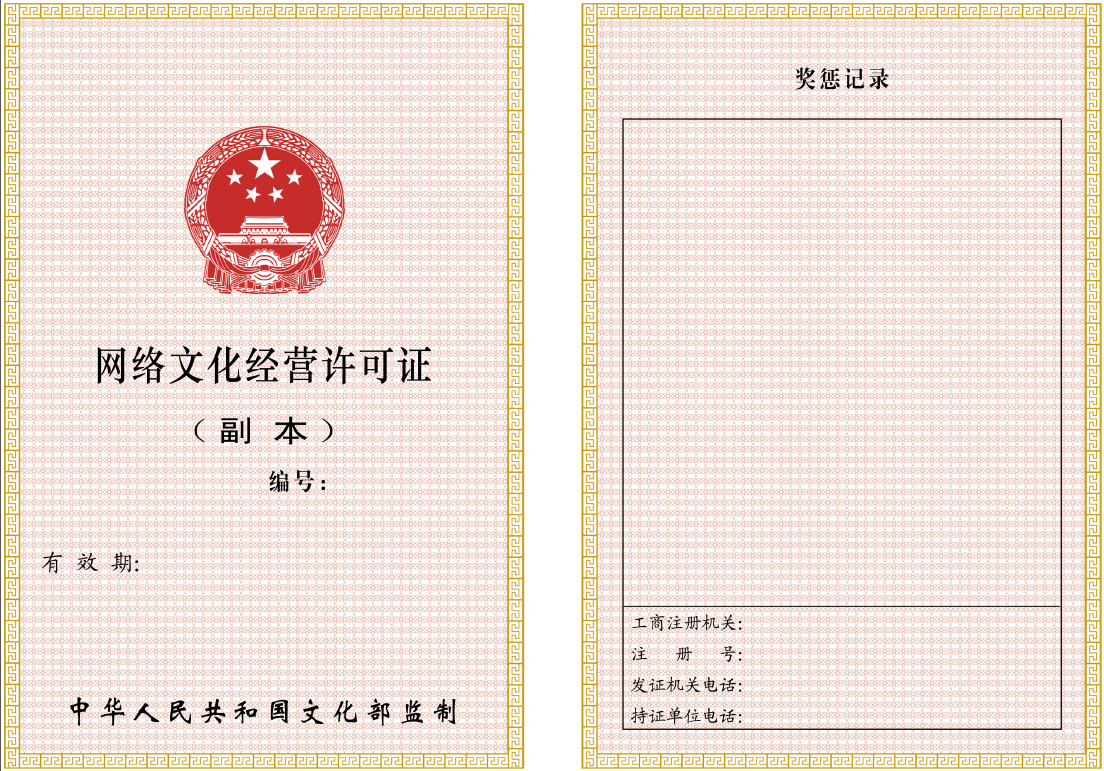 网络文化经营许可证
（副 本）
编号：
有 效 期:
中华人民共和国文化部监制
奖惩记录
工商注册机关:
注 册 号:
发证机关电话:
持证单位电话: